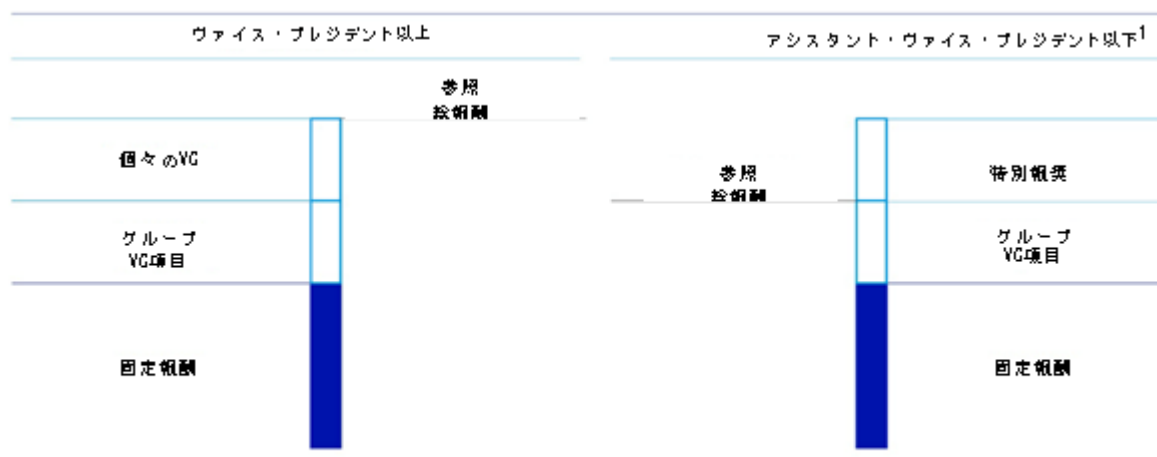 ヴァイス・プレジデント以上
アシスタント・ヴァイス・プレジデント以下1
参照
総報酬
個々のVC
参照
総報酬
特別報奨
グループ
VC項目
グループ
VC項目
固定報酬
固定報酬